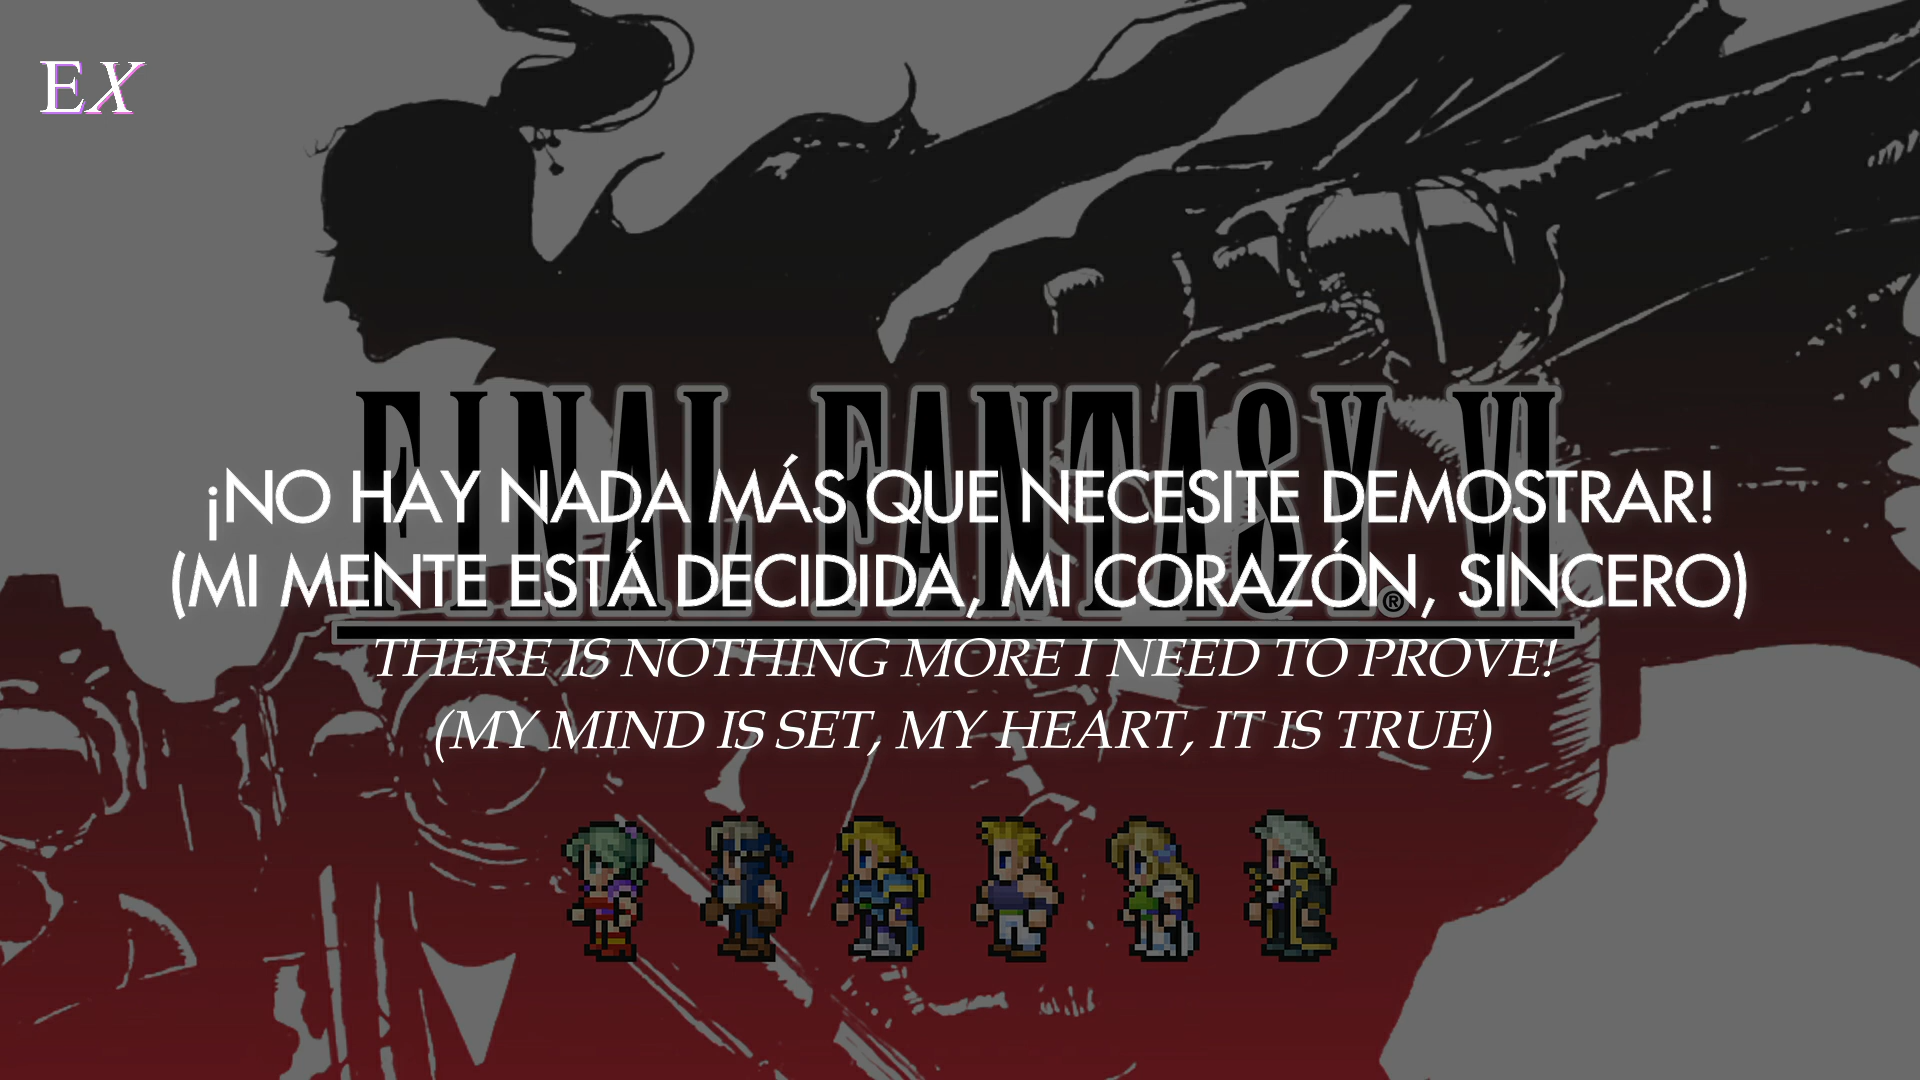 EX
FINAL FANTASY VI®
¡NO HAY NADA MÁS QUE NECESITE DEMOSTRAR!
(MI MENTE ESTÁ DECIDIDA, MI CORAZÓN, SINCERO)
THERE IS NOTHING MORE I NEED TO PROVE!
(MY MIND IS SET, MY HEART, IT IS TRUE)